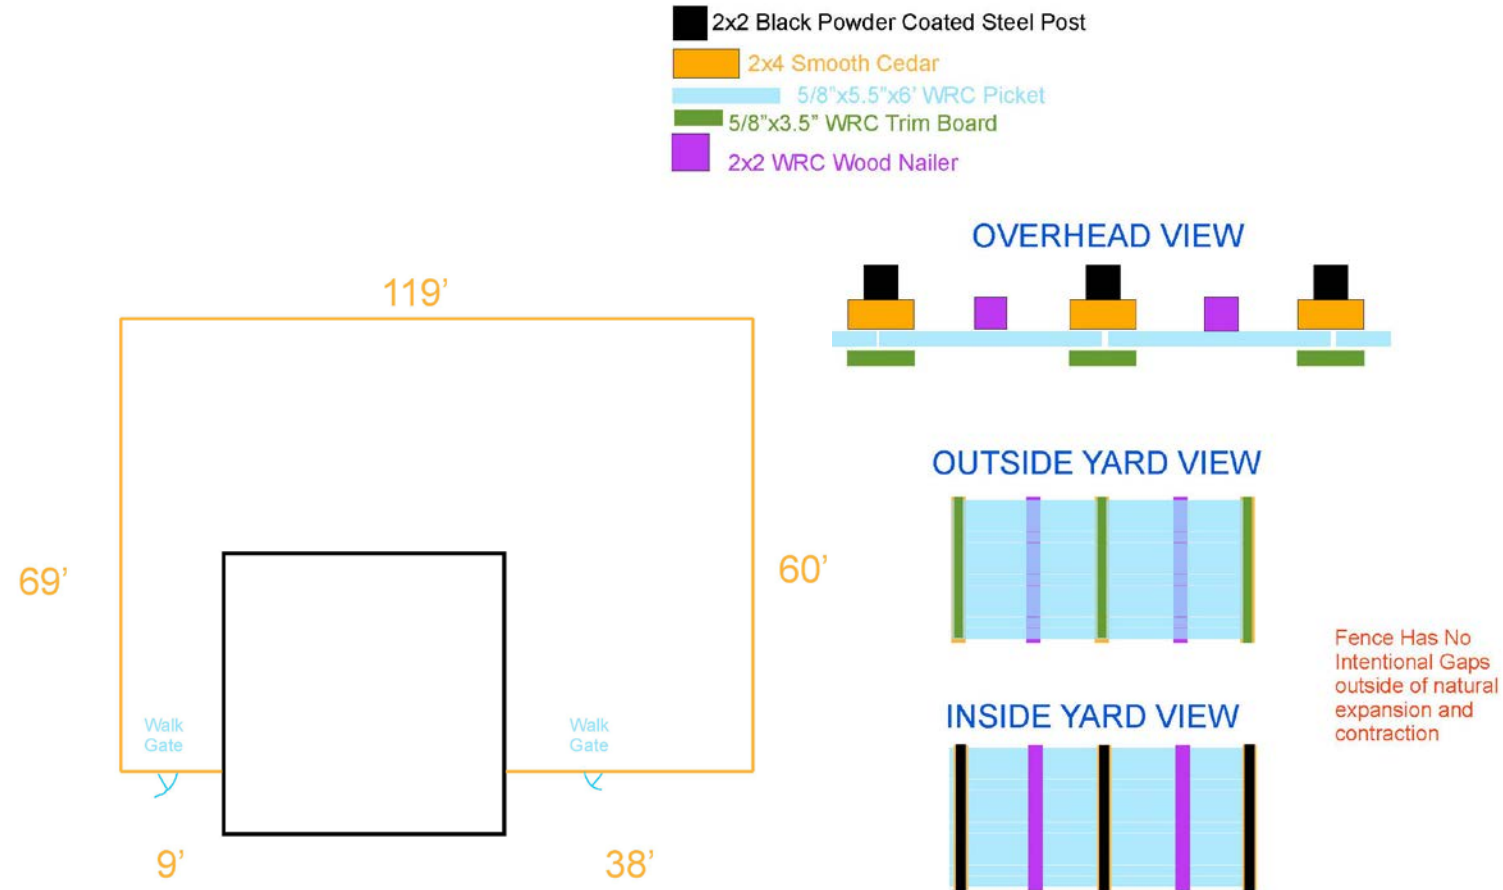 2x2 Black Powder Coated Steel Post
2x4 Smooth Cedar
5/8"x5.5"x6' WRC Picket
5/8"x3.5" WRC Trim Board
2x2 WRC Wood Nailer
OVERHEAD VIEW
119’
OUTSIDE YARD VIEW
69’
60’
Fence Has No
Intentional Gaps
outside of natural
expansion and
contraction
INSIDE YARD VIEW
Walk
Gate
Walk
Gate
9’
38’